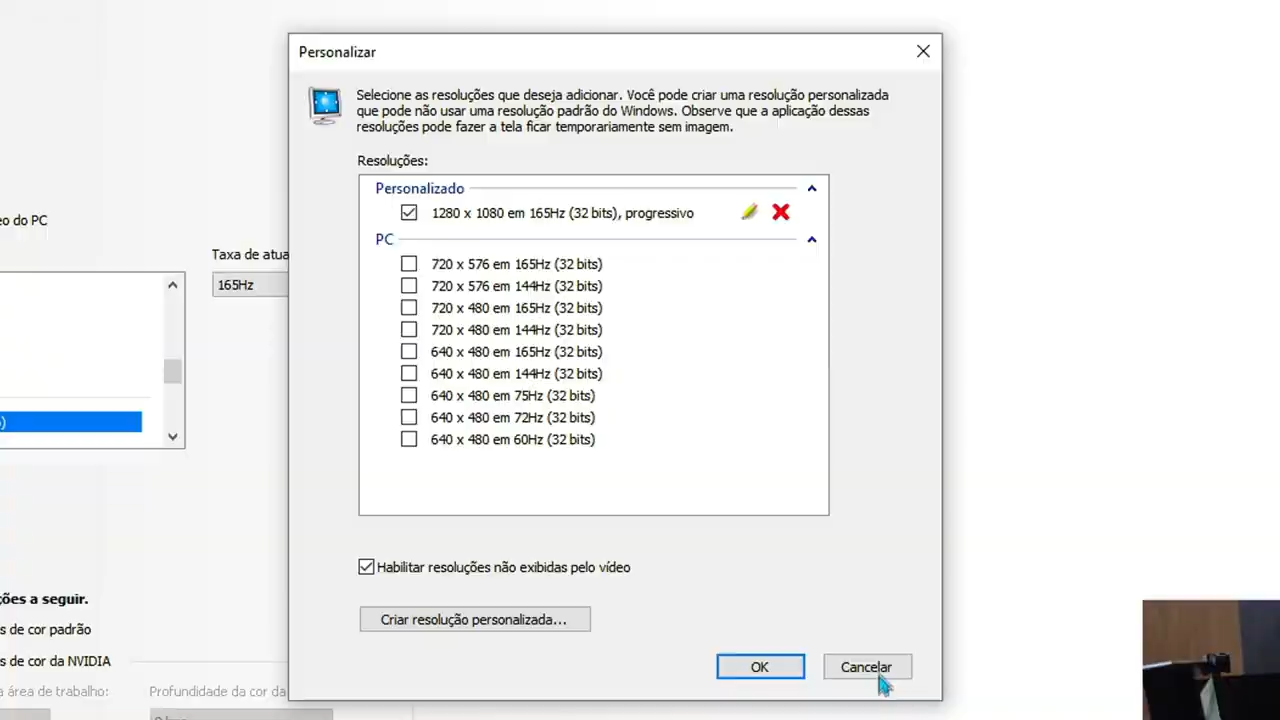 Personalizar
Selecione as resoluções que deseja adicionar. Você pode criar uma resolução personalizada
que pode não usar uma resolução padrão do Windows. Observe que a aplicação dessas
resoluções pode fazer a tela ficar temporariamente sem imagem.
Resoluções:
Personalizado
1280 x 1080 em 165Hz (32 bits), progressivo
PC
720 x 576 em 165Hz (32 bits)
720 x 576 em 144Hz (32 bits)
720 x 480 em 165Hz (32 bits)
720 x 480 em 144Hz (32 bits)
640 x 480 em 165Hz (32 bits)
640 x 480 em 144Hz (32 bits)
640 x 480 em 75Hz (32 bits)
640 x 480 em 72Hz (32 bits)
640 x 480 em 60Hz (32 bits)
Habilitar resoluções não exibidas pelo vídeo
Criar resolução personalizada...
OK
Cancelar
eo do PC
Taxa de atua
165Hz
)
ções a seguir.
s de cor padrão
s de cor da NVIDIA
a área de trabalho:
Profundidade da cor da